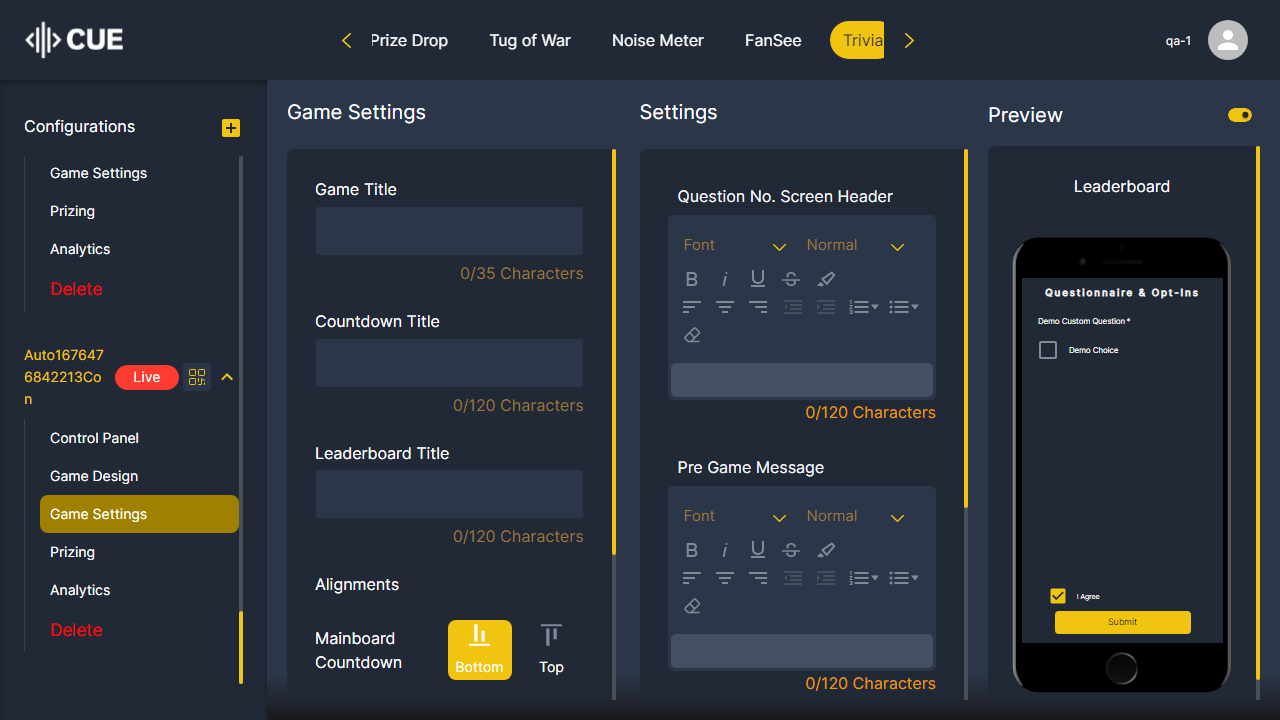 CUE
Prize Drop
Tug of War
Noise Meter
FanSee
Trivia
qa-1
Configurations
Game Settings
Prizing
Analytics
Delete
Auto167647
6842213Co
n
Live
Control Panel
Game Design
Game Settings
Prizing
Analytics
Delete
Game Settings
Game Title
0/35 Characters
Countdown Title
0/120 Characters
Leaderboard Title
0/120 Characters
Alignments
Mainboard
Countdown
Bottom
Top
Settings
Question No. Screen Header
Font
Normal
0/120 Characters
Pre Game Message
Font
Normal
0/120 Characters
Preview
Leaderboard
Questionnaire & Opt-Ins
Demo Custom Question *
Demo Choice
I Agree
Submit